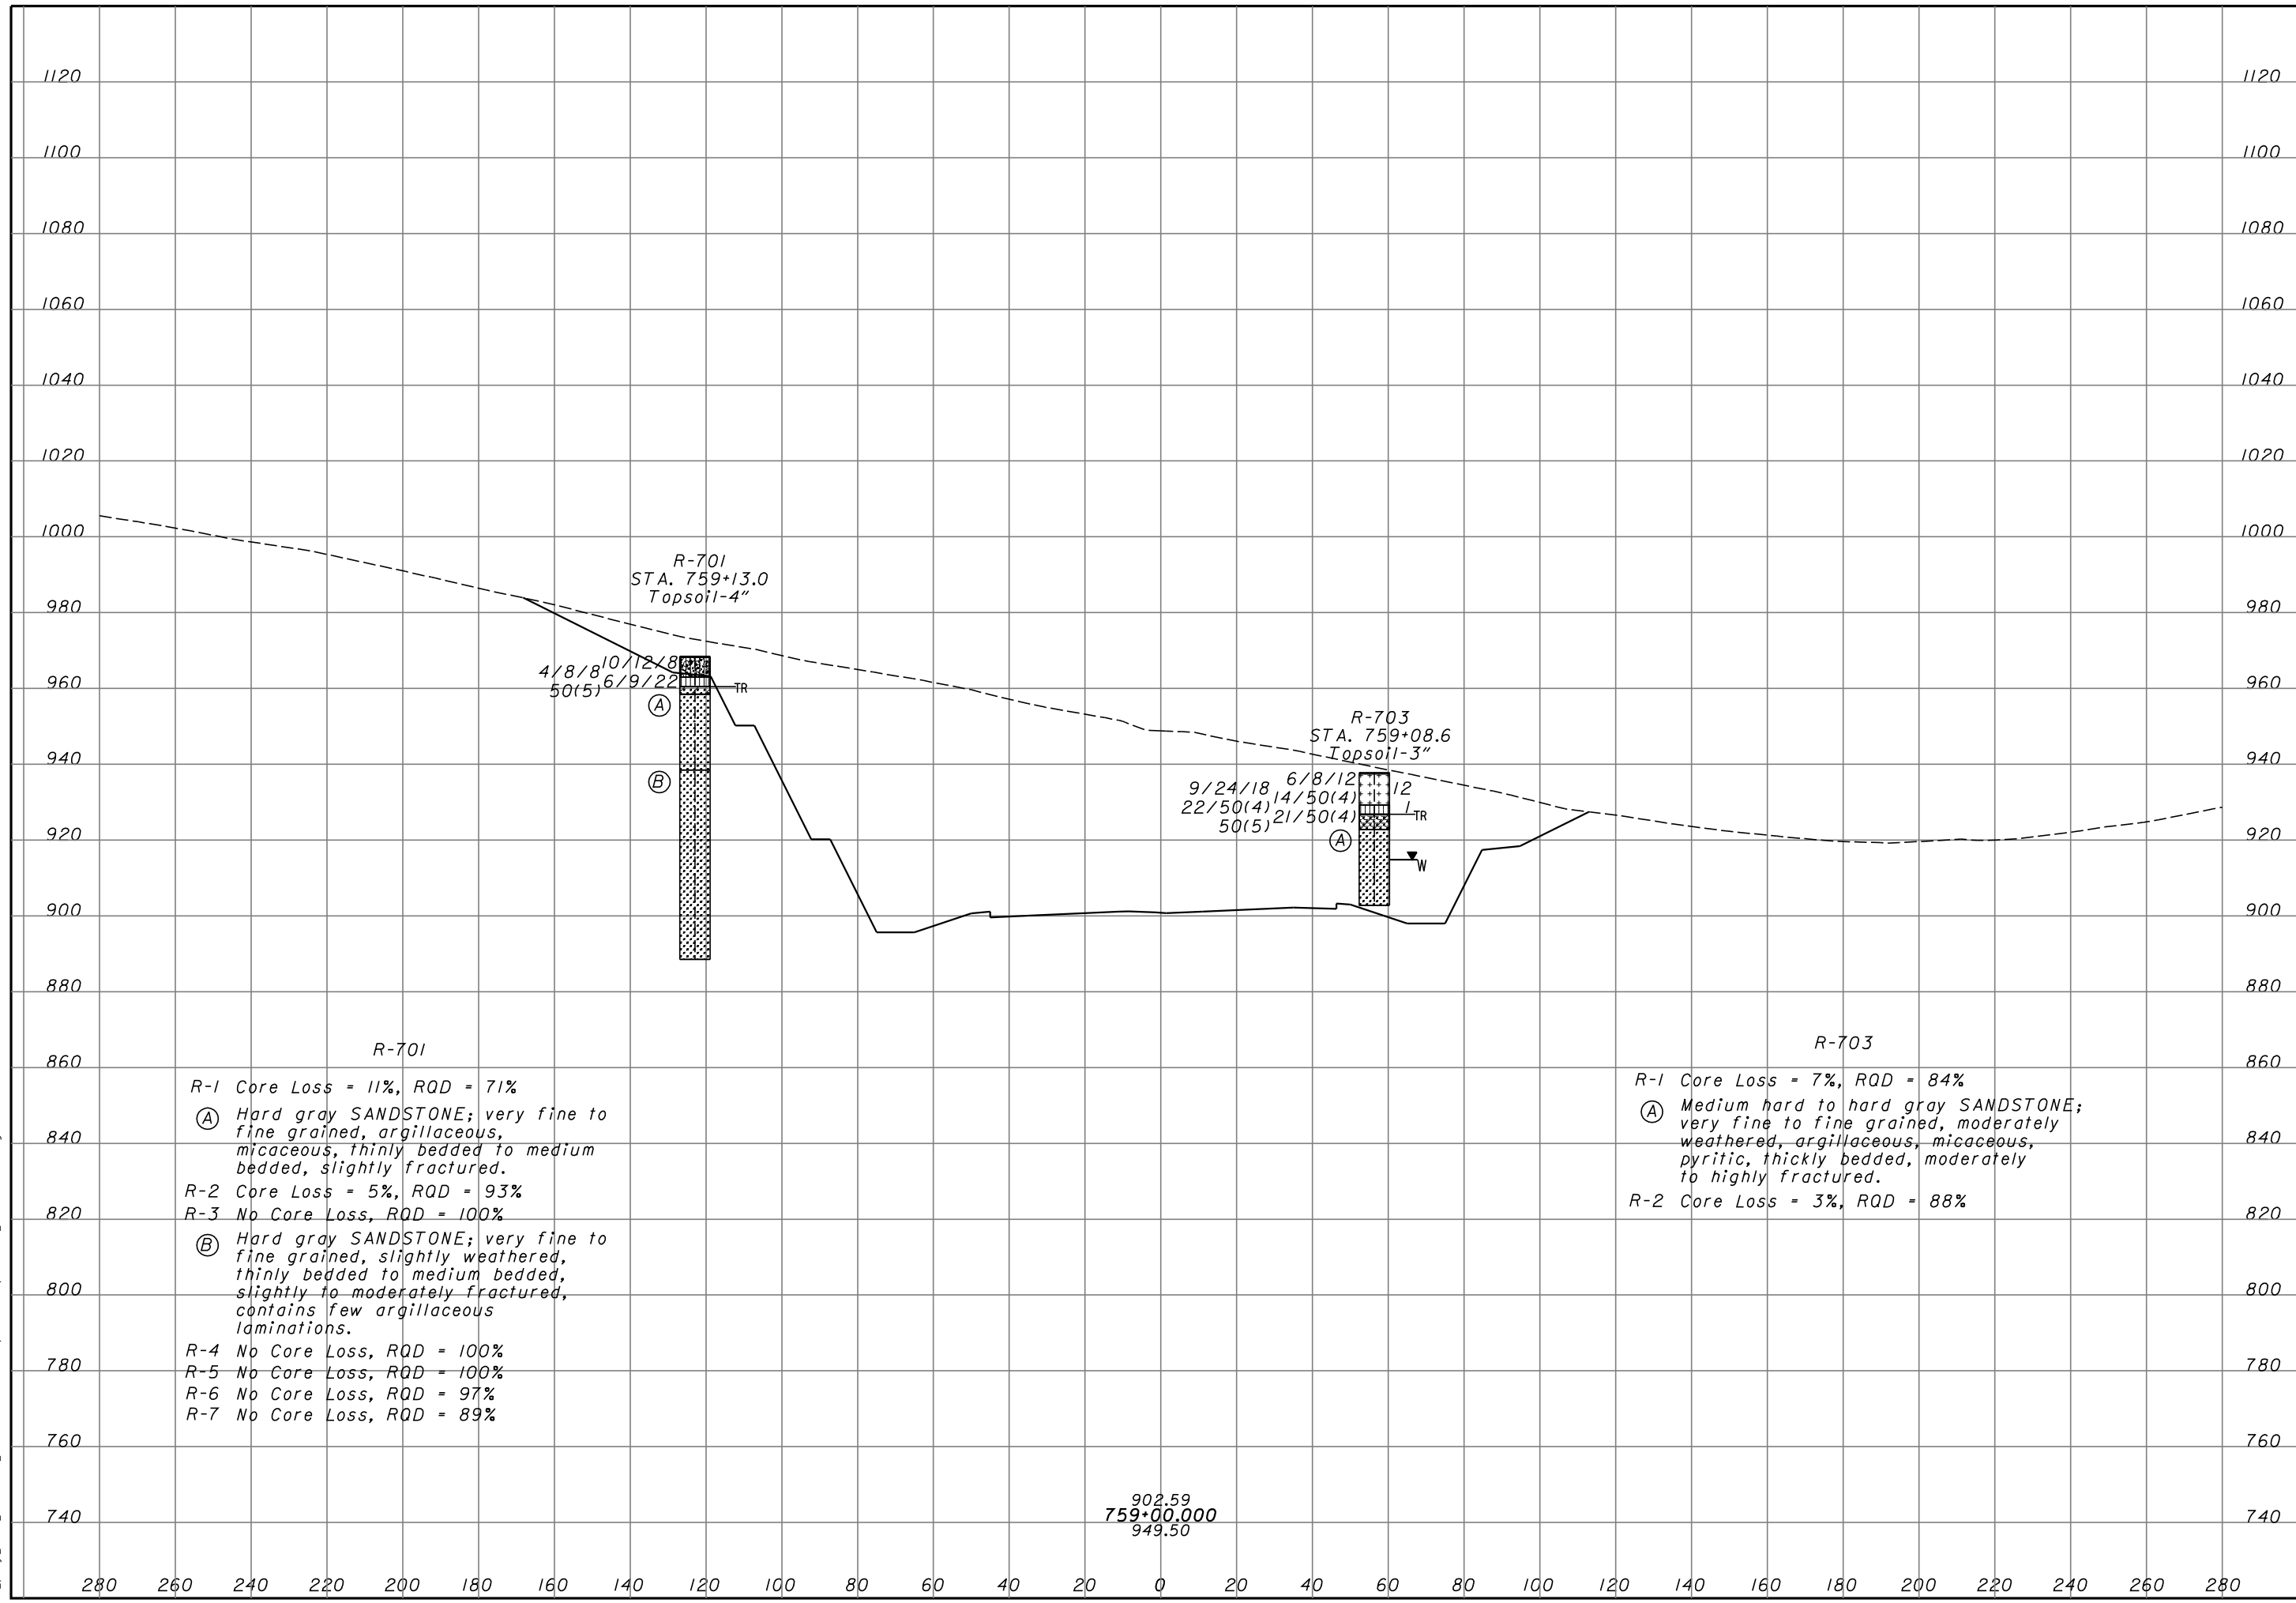 1120 1120
1100 1100
1080 1080
1060 1060
1040 1040
1020 1020
1000 1000
R-701
STA. 759+13.0
Topsoil-4"
980 980
10/12/8
4/8/8
6/9/22
50(5)
TR
960 960
A
B
R-703
STA. 759+08.6
Topsoil-3"
940 940
6/8/12
9/24/18 12
14/50(4)
22/50(4) 1
21/50(4) TR
50(5)
A
920 920
W
900 900
880 880
860 860
840 840
820 820
800 800
780 780
760 760
740 740
R-701
R-1 Core Loss = 11%, RQD = 71%
A Hard gray SANDSTONE; very fine to
fine grained, argillaceous,
micaceous, thinly bedded to medium
bedded, slightly fractured.
R-2 Core Loss = 5%, RQD = 93%
R-3 No Core Loss, RQD = 100%
B Hard gray SANDSTONE; very fine to
fine grained, slightly weathered,
thinly bedded to medium bedded,
slightly to moderately fractured,
contains few argillaceous
laminations.
R-4 No Core Loss, RQD = 100%
R-5 No Core Loss, RQD = 100%
R-6 No Core Loss, RQD = 97%
R-7 No Core Loss, RQD = 89%
R-703
R-1 Core Loss = 7%, RQD = 84%
A Medium hard to hard gray SANDSTONE;
very fine to fine grained, moderately
weathered, argillaceous, micaceous,
pyritic, thickly bedded, moderately
to highly fractured.
R-2 Core Loss = 3%, RQD = 88%
902.59
759+00.000
949.50
280 260 240 220 200 180 160 140 120 100 80 60 40 20 0 20 40 60 80 100 120 140 160 180 200 220 240 260 280